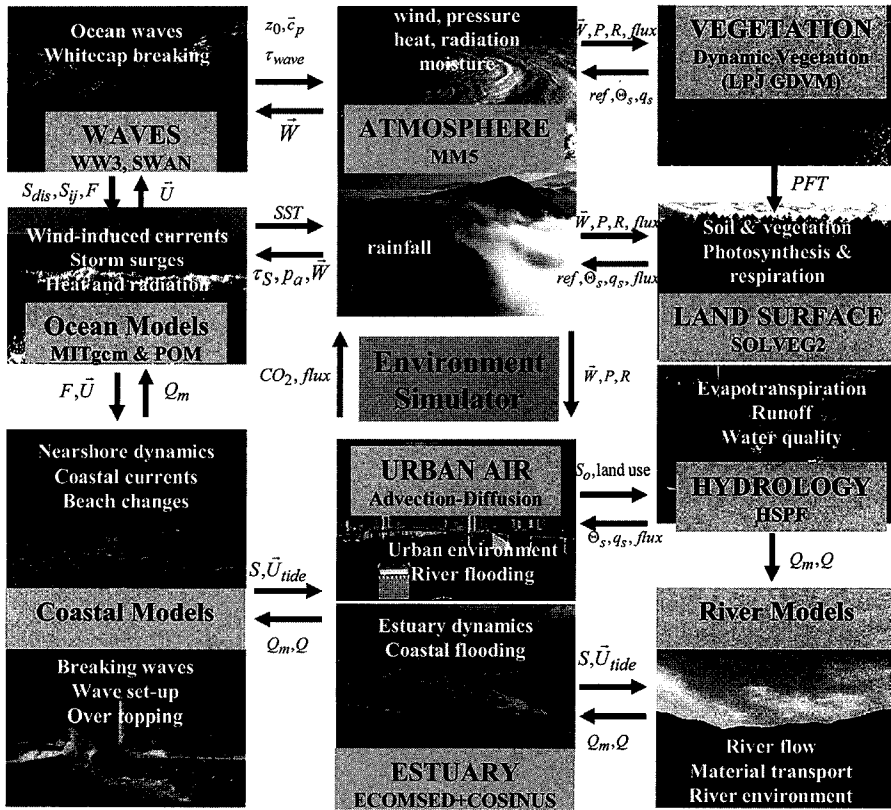 Ocean waves
Whitecap breaking
WAVES
WW3, SWAN
z0, c⃗p
τwave
W⃗
wind, pressure
heat, radiation
moisture
ATMOSPHERE
MM5
rainfall
W⃗, P, R, flux
ref, Θs, qs
VEGETATION
Dynamic Vegetation
(LPJ GDVM)
PFT
Sdis, Sij, F
U⃗
Wind-induced currents
Storm surges
Heat and radiation
Ocean Models
MITgcm & POM
SST
τS, pa, W⃗
W⃗, P, R, flux
ref, Θs, qs, flux
Soil & vegetation
Photosynthesis &
respiration
LAND SURFACE
SOLVEG2
F, U⃗
Qm
CO2, flux
Environment
Simulator
W⃗, P, R
Evapotranspiration
Runoff
Water quality
HYDROLOGY
HSPF
Nearshore dynamics
Coastal currents
Beach changes
Coastal Models
Breaking waves
Wave set-up
Over topping
URBAN AIR
Advection-Diffusion
Urban environment
River flooding
So, land use
Θs, qs, flux
Qm, Q
S, U⃗tide
Qm, Q
Estuary dynamics
Coastal flooding
ESTUARY
ECOMSED+COSINUS
S, U⃗tide
Qm, Q
River Models
River flow
Material transport
River environment